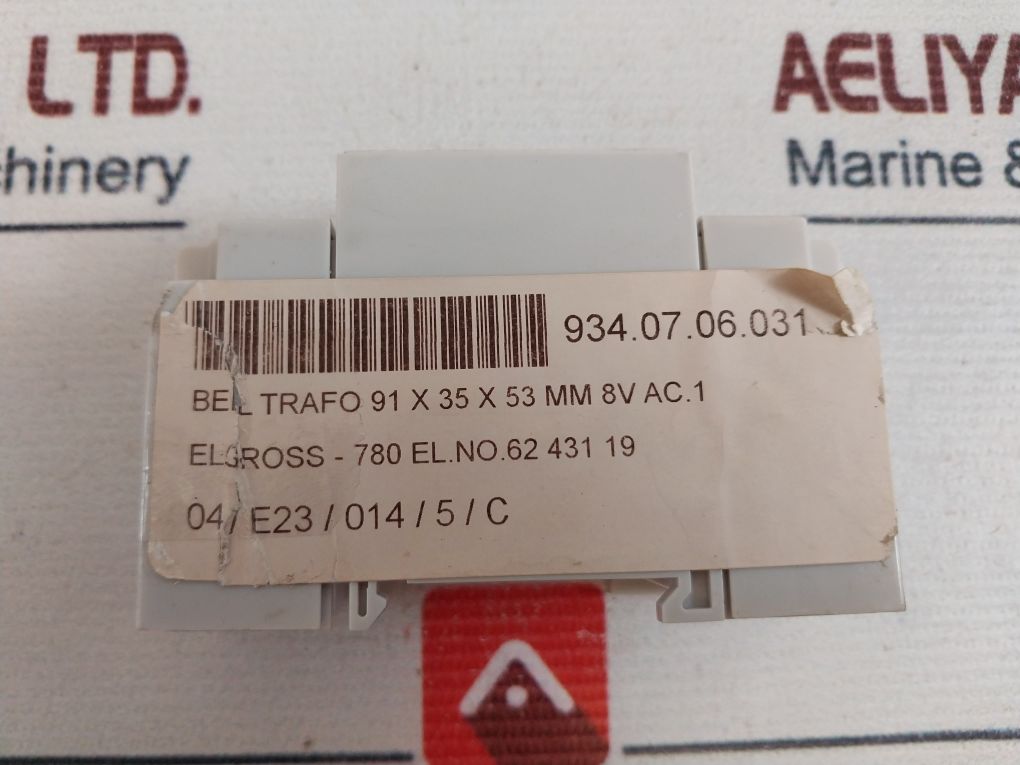 LTD.
AELIYA
chinery
Marine &
934.07.06.031
BELL TRAFO 91 X 35 X 53 MM 8V AC.1
ELGROSS - 780 EL.NO.62 431 19
04 / E23 / 014 / 5 / C